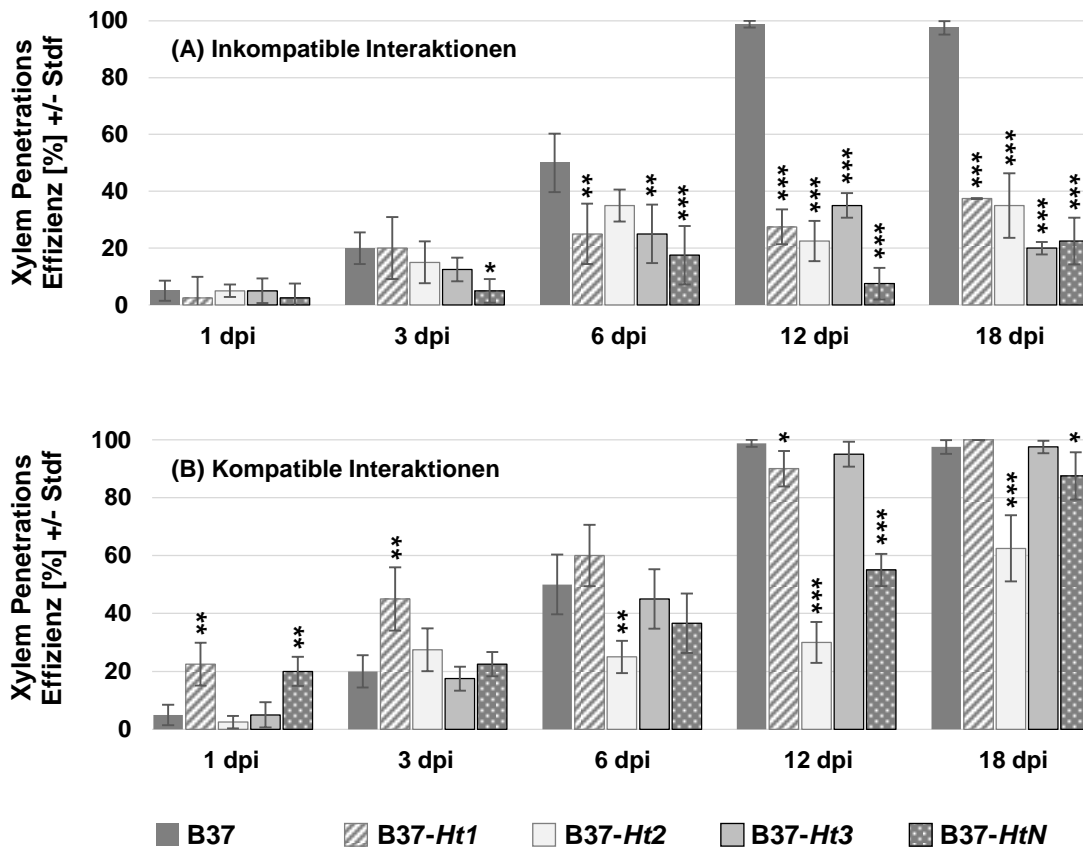 Xylem Penetrations
Effizienz [%] +/- Stdf
(A) Inkompatible Interaktionen
100
80
60
40
20
0
*
** ** ***
*** *** *** ***
*** *** *** ***
1 dpi 3 dpi 6 dpi 12 dpi 18 dpi
Xylem Penetrations
Effizienz [%] +/- Stdf
(B) Kompatible Interaktionen
100
80
60
40
20
0
** **
**
**
* *** ***
*** *
1 dpi 3 dpi 6 dpi 12 dpi 18 dpi
B37 B37-Ht1 B37-Ht2 B37-Ht3 B37-HtN